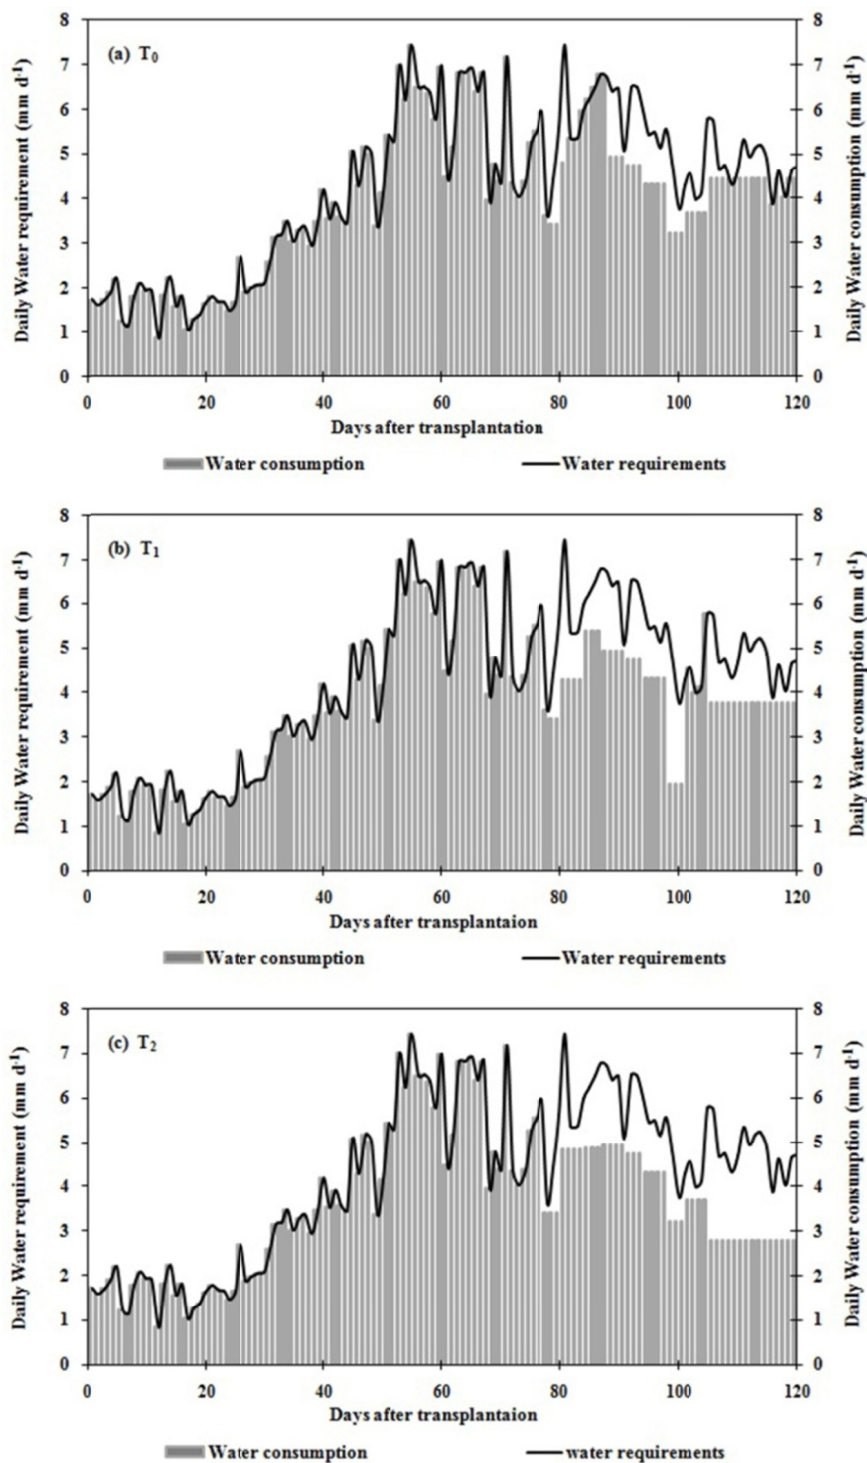 (a) T0
Daily Water requirement (mm d-1)
8 7 6 5 4 3 2 1 0
Daily Water consumption (mm d-1)
8 7 6 5 4 3 2 1 0
0 20 40 60 80 100 120
Days after transplantation
Water consumption Water requirements
(b) T1
Daily Water requirement (mm d-1)
8 7 6 5 4 3 2 1 0
Daily Water consumption (mm d-1)
8 7 6 5 4 3 2 1 0
0 20 40 60 80 100 120
Days after transplantaion
Water consumption Water requirements
(c) T2
Daily Water requirement (mm d-1)
8 7 6 5 4 3 2 1 0
Daily Water consumption (mm d-1)
8 7 6 5 4 3 2 1 0
0 20 40 60 80 100 120
Days after transplantation
Water consumption water requirements